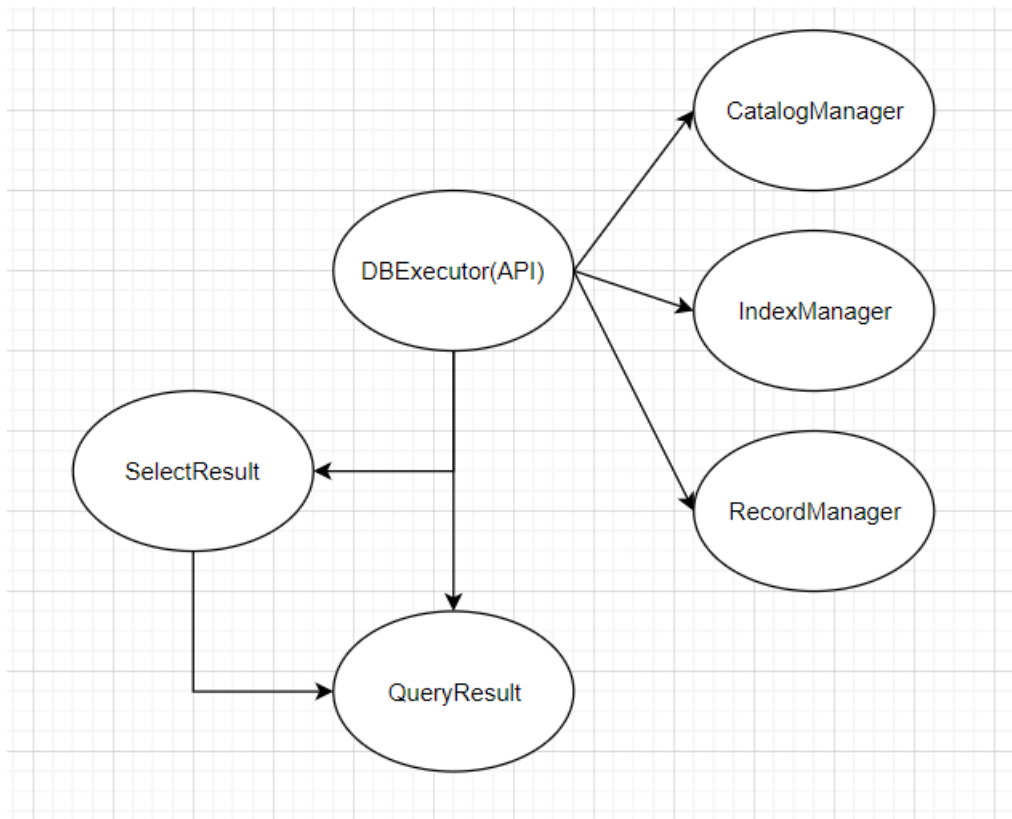 CatalogManager
DBExecutor(API)
IndexManager
SelectResult
RecordManager
QueryResult